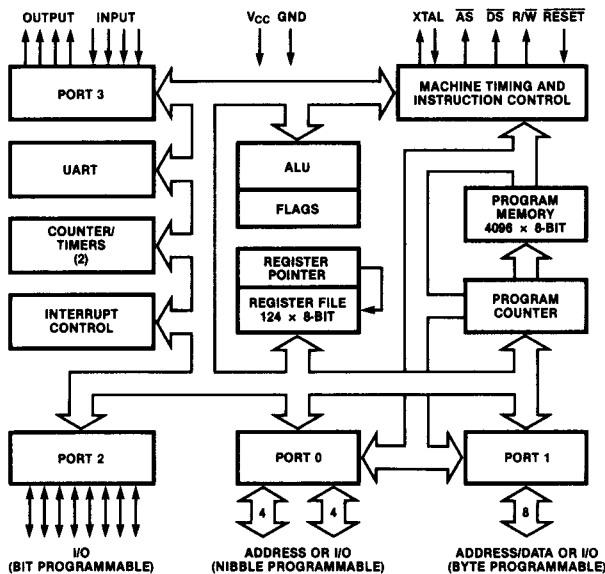 OUTPUT INPUT
VCC GND
XTAL AS DS R/W RESET
PORT 3
MACHINE TIMING AND
INSTRUCTION CONTROL
UART
ALU
FLAGS
COUNTER/
TIMERS
(2)
PROGRAM
MEMORY
4096 × 8-BIT
REGISTER
POINTER
REGISTER FILE
124 × 8-BIT
INTERRUPT
CONTROL
PROGRAM
COUNTER
PORT 2
PORT 0
PORT 1
4
4
8
I/O
(BIT PROGRAMMABLE)
ADDRESS OR I/O
(NIBBLE PROGRAMMABLE)
ADDRESS/DATA OR I/O
(BYTE PROGRAMMABLE)